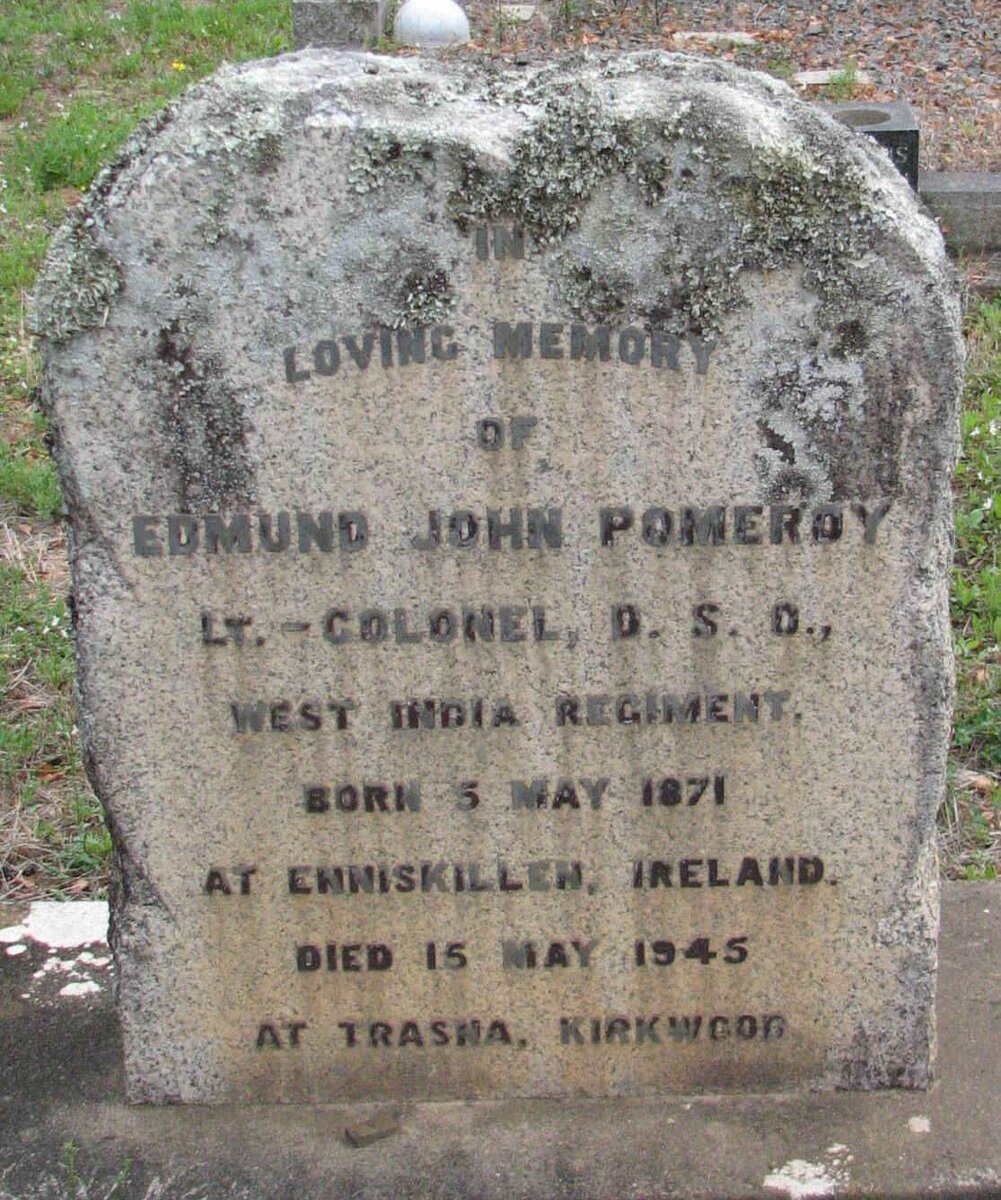 IN
LOVING MEMORY
OF
EDMUND JOHN POMEROY
LT.-COLONEL, D. S. O.,
WEST INDIA REGIMENT.
BORN 5 MAY 1871
AT ENNISKILLEN, IRELAND.
DIED 15 MAY 1945
AT TRASNA, KIRKWOOD